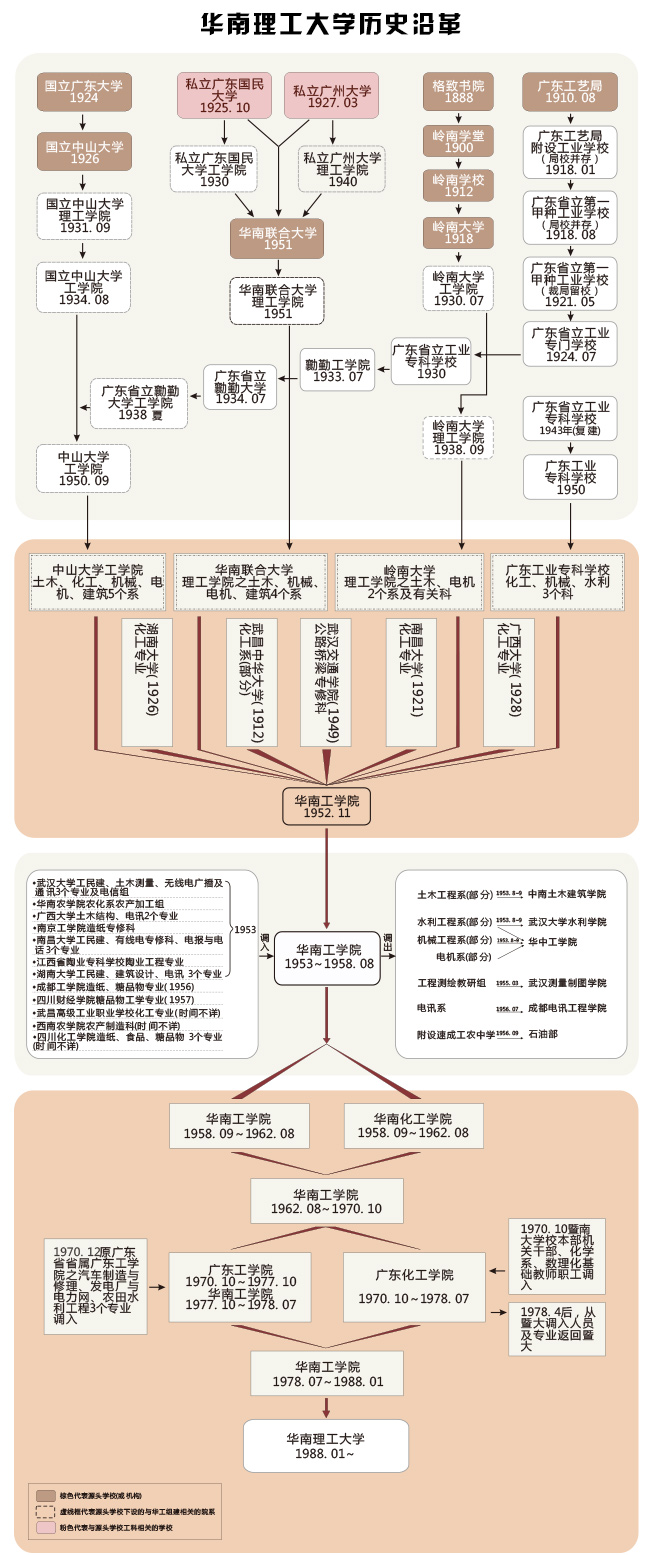 华南理工大学历史沿革
国立广东大学
1924
国立中山大学
1926
国立中山大学
理工学院
1931. 09
国立中山大学
工学院
1934. 08
私立广东国民
大学
1925. 10
私立广州大学
1927. 03
私立广东国民
大学工学院
1930
私立广州大学
理工学院
1940
华南联合大学
1951
华南联合大学
理工学院
1951
格致书院
1888
岭南学堂
1900
岭南学校
1912
岭南大学
1918
岭南大学
工学院
1930. 07
广东工艺局
1910. 08
广东工艺局
附设工业学校
(局校并存)
1918. 01
广东省立第一
甲种工业学校
(局校并存)
1918. 08
广东省立第一
甲种工业学校
(裁局留校)
1921. 05
广东省立工业
专门学校
1924. 07
广东省立工业
专科学校
1930
勷勤工学院
1933. 07
广东省立
勷勤大学
1934. 07
广东省立勷勤
大学工学院
1938 夏
中山大学
工学院
1950. 09
岭南大学
理工学院
1938. 09
广东省立工业
专科学校
1943年(复建)
广东工业
专科学校
1950
中山大学工学院
土木、化工、机械、电
机、建筑5个系
华南联合大学
理工学院之土木、机械、
电机、建筑4个系
岭南大学
理工学院之土木、电机
2个系及有关科
广东工业专科学校
化工、机械、水利
3个科
湖南大学(1926)
化工专业
武昌中华大学(1912)
化工系(部分)
武汉交通学院(1949)
公路桥梁专修科
南昌大学(1921)
化工专业
广西大学(1928)
化工专业
华南工学院
1952. 11
•武汉大学工民建、土木测量、无线电广播及
通讯3个专业及电信组
•华南农学院农化系农产加工组
•广西大学土木结构、电讯2个专业
•南京工学院造纸专修科
•南昌大学工民建、有线电专修科、电报与电
话3个专业
•江西省陶业专科学校陶业工程专业
•湖南大学工民建、建筑设计、电讯 3个专业
•成都工学院造纸、糖品物专业(1956)
•四川财经学院糖品物工学专业(1957)
•武昌高级工业职业学校化工专业(时间不详)
•西南农学院农产制造科(时间不详)
•四川化工学院造纸、食品、糖品物 3个专业
(时间不详)
1953
调入
华南工学院
1953~1958. 08
调出
土木工程系(部分) 1953. 8-9 中南土木建筑学院
水利工程系(部分) 1953. 8-9 武汉大学水利学院
机械工程系(部分) 1953. 8-9 华中工学院
电机系(部分)
工程测绘教研组 1955. 03 武汉测量制图学院
电讯系 1956. 07 成都电讯工程学院
附设速成工农中学 1956. 09 石油部
华南工学院
1958. 09~1962. 08
华南化工学院
1958. 09~1962. 08
华南工学院
1962. 08~1970. 10
1970. 12原广东
省省属广东工学
院之汽车制造与
修理、发电厂与
电力网、农田水
利工程3个专业
调入
广东工学院
1970. 10~1977. 10
华南工学院
1977. 10~1978. 07
广东化工学院
1970. 10~1978. 07
1970. 10暨南
大学校本部机
关干部、化学
系、数理化基
础教师职工调
入
1978. 4后，从
暨大调入人员
及专业返回暨
大
华南工学院
1978. 07~1988. 01
华南理工大学
1988. 01~
棕色代表源头学校(或机构)
虚线框代表源头学校下设的与华工组建相关的院系
粉色代表与源头学校工科相关的学校